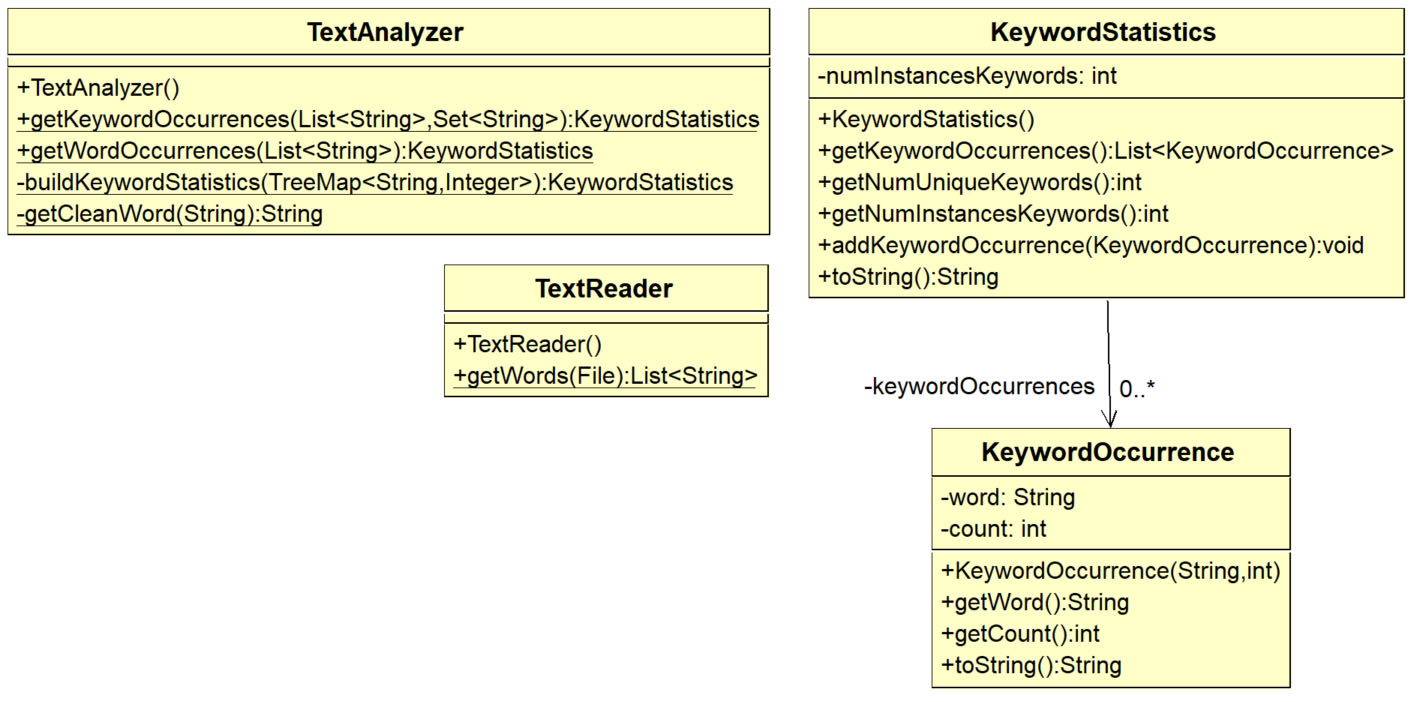 TextAnalyzer
+TextAnalyzer()
+getKeywordOccurrences(List<String>,Set<String>):KeywordStatistics
+getWordOccurrences(List<String>):KeywordStatistics
-buildKeywordStatistics(TreeMap<String,Integer>):KeywordStatistics
-getCleanWord(String):String
TextReader
+TextReader()
+getWords(File):List<String>
KeywordStatistics
-numInstancesKeywords: int
+KeywordStatistics()
+getKeywordOccurrences():List<KeywordOccurrence>
+getNumUniqueKeywords():int
+getNumInstancesKeywords():int
+addKeywordOccurrence(KeywordOccurrence):void
+toString():String
-keywordOccurrences 0..*
KeywordOccurrence
-word: String
-count: int
+KeywordOccurrence(String,int)
+getWord():String
+getCount():int
+toString():String